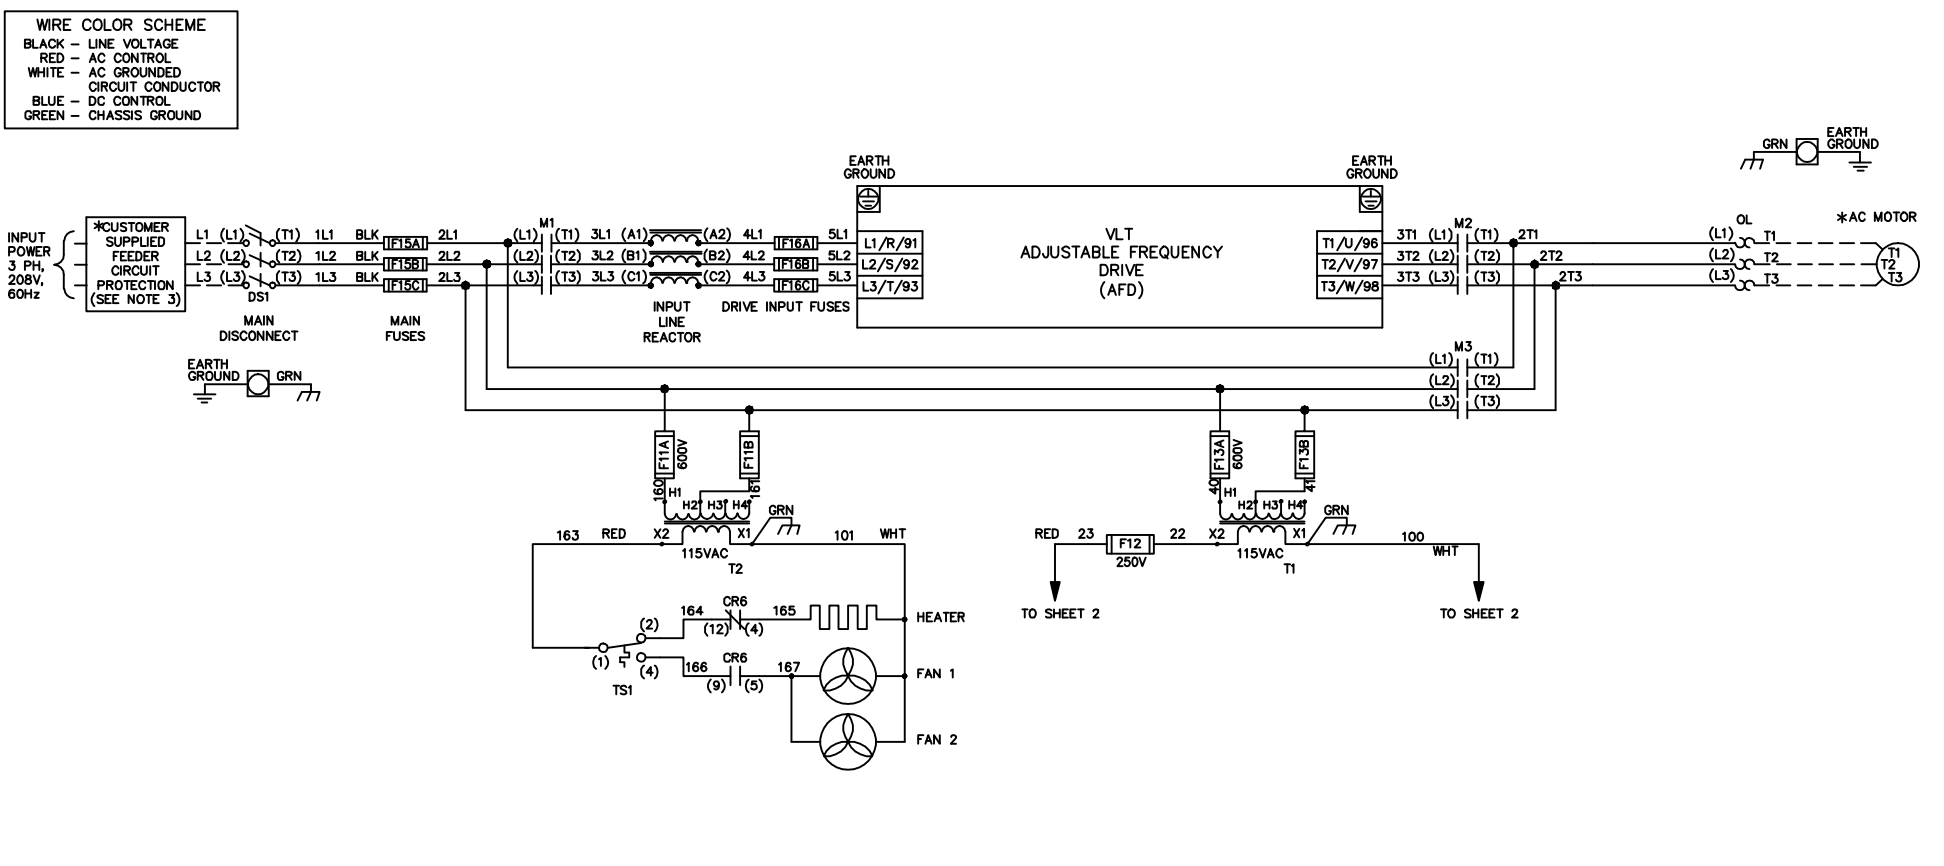 WIRE COLOR SCHEME
BLACK – LINE VOLTAGE
RED – AC CONTROL
WHITE – AC GROUNDED
CIRCUIT CONDUCTOR
BLUE – DC CONTROL
GREEN – CHASSIS GROUND
INPUT
POWER
3 PH,
208V,
60Hz
*CUSTOMER
SUPPLIED
FEEDER
CIRCUIT
PROTECTION
(SEE NOTE 3)
L1 (L1) (T1) 1L1 BLK F15A 2L1
L2 (L2) (T2) 1L2 BLK F15B 2L2
L3 (L3) (T3) 1L3 BLK F15C 2L3
DS1
MAIN
DISCONNECT
MAIN
FUSES
EARTH
GROUND
GRN
M1
(L1) (T1) 3L1 (A1) (A2) 4L1 F16A 5L1
(L2) (T2) 3L2 (B1) (B2) 4L2 F16B 5L2
(L3) (T3) 3L3 (C1) (C2) 4L3 F16C 5L3
INPUT
LINE
REACTOR
DRIVE INPUT FUSES
EARTH
GROUND
L1/R/91
L2/S/92
L3/T/93
VLT
ADJUSTABLE FREQUENCY
DRIVE
(AFD)
EARTH
GROUND
T1/U/96
T2/V/97
T3/W/98
M2
3T1 (L1) (T1) 2T1
3T2 (L2) (T2) 2T2
3T3 (L3) (T3) 2T3
M3
(L1) (T1)
(L2) (T2)
(L3) (T3)
GRN
EARTH
GROUND
OL
(L1) T1
(L2) T2
(L3) T3
*AC MOTOR
T1
T2
T3
F11A
600V
F11B
160
161
H1
H2
H3
H4
GRN
163
RED
X2
X1
101
WHT
115VAC
T2
164
CR6
165
(12)
(4)
HEATER
(2)
(1)
(4)
TS1
166
CR6
167
(9)
(5)
FAN 1
FAN 2
F13A
600V
F13B
40
41
H1
H2
H3
H4
GRN
RED
23
F12
250V
22
X2
X1
100
WHT
115VAC
T1
TO SHEET 2
TO SHEET 2